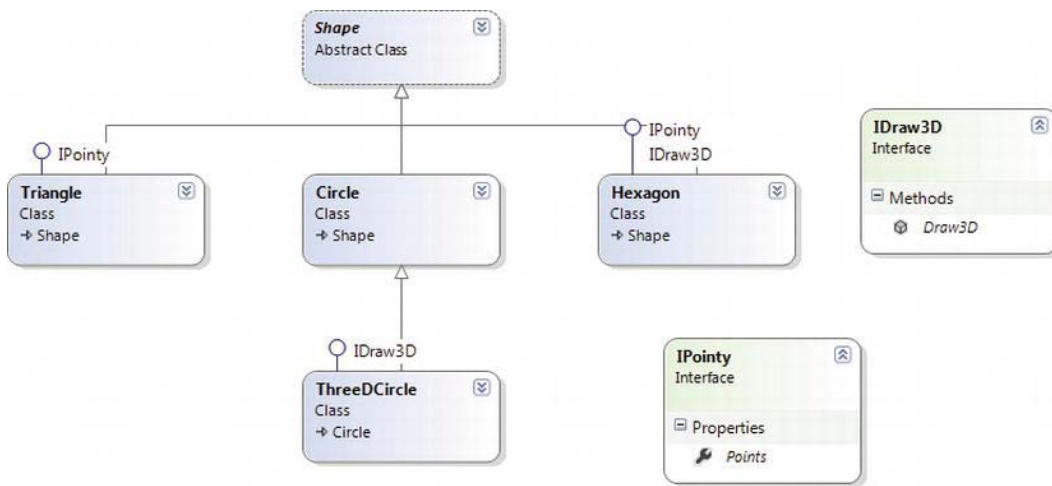 Shape
Abstract Class
IPointy
IPointy
IDraw3D
Triangle
Class
Shape
Circle
Class
Shape
Hexagon
Class
Shape
IDraw3D
Interface
Methods
Draw3D
IDraw3D
ThreeDCircle
Class
Circle
IPointy
Interface
Properties
Points